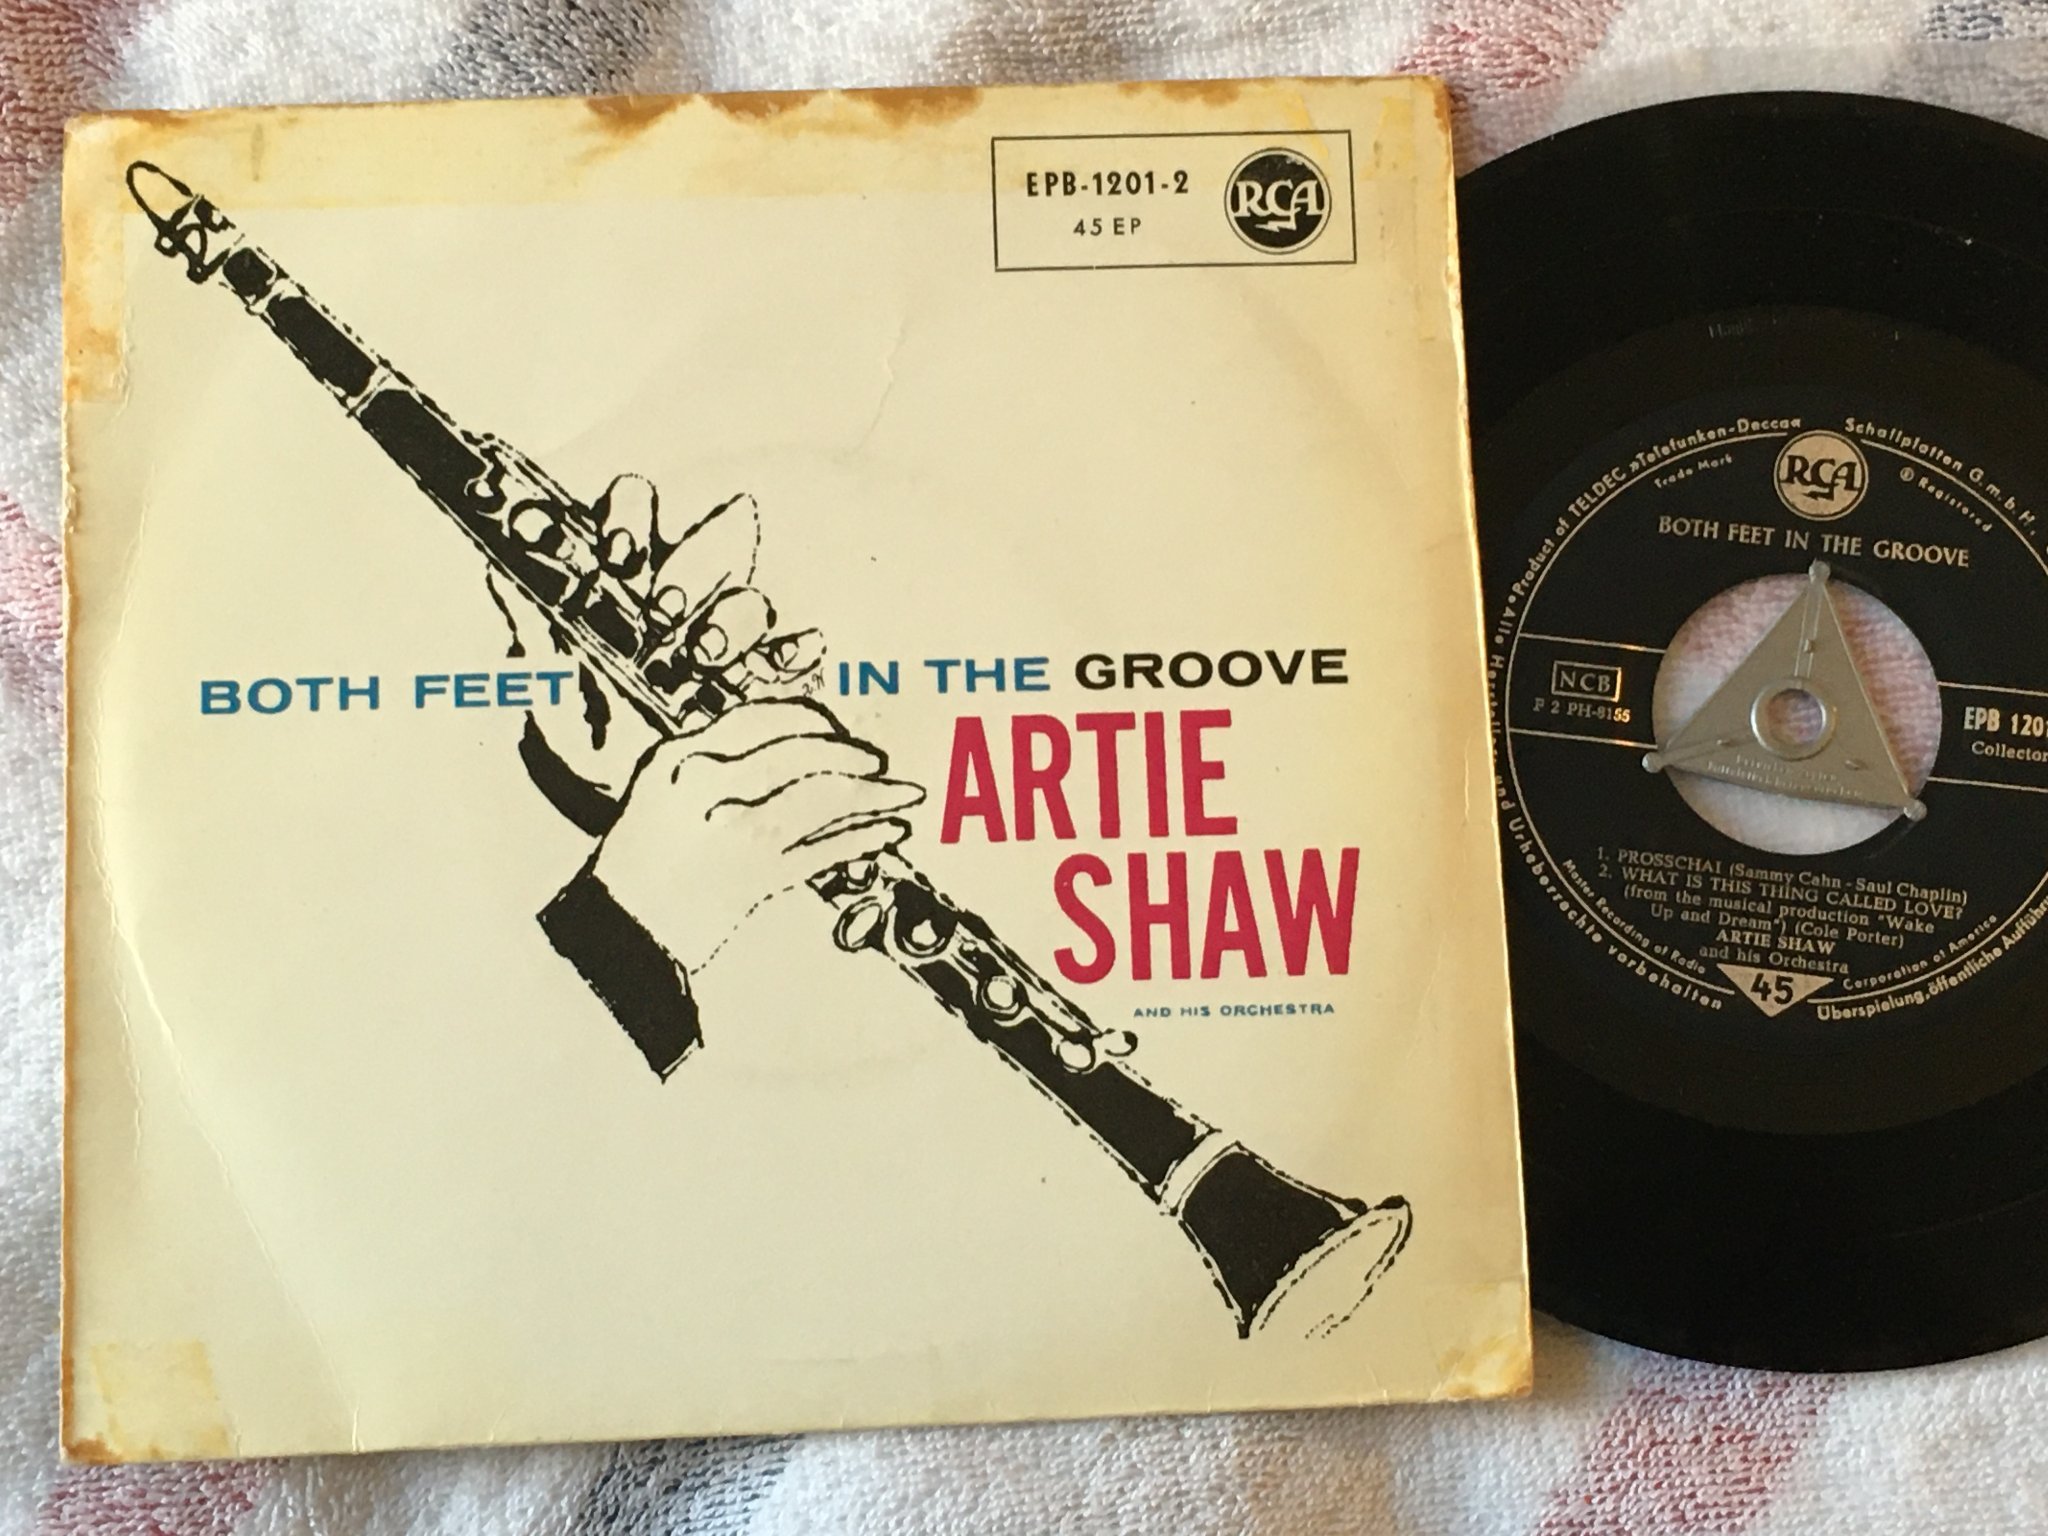 EPB-1201-2
45 EP
RCA
BOTH FEET IN THE GROOVE
ARTIE
SHAW
AND HIS ORCHESTRA
Product of TELDEC »Telefunken-Decca« Schallplatten G.m.b.H.
Trade Mark
RCA
® Registered
BOTH FEET IN THE GROOVE
NCB
P 2 PH-8155
EPB 1201
Collector
1. PROSSCHAI (Sammy Cahn - Saul Chaplin)
2. WHAT IS THIS THING CALLED LOVE?
(from the musical production "Wake
Up and Dream") (Cole Porter)
ARTIE SHAW
and his Orchestra
45
Master Recording of Radio Corporation of America
Alle Hersteller- und Urheberrechte vorbehalten
Überspielung, öffentliche